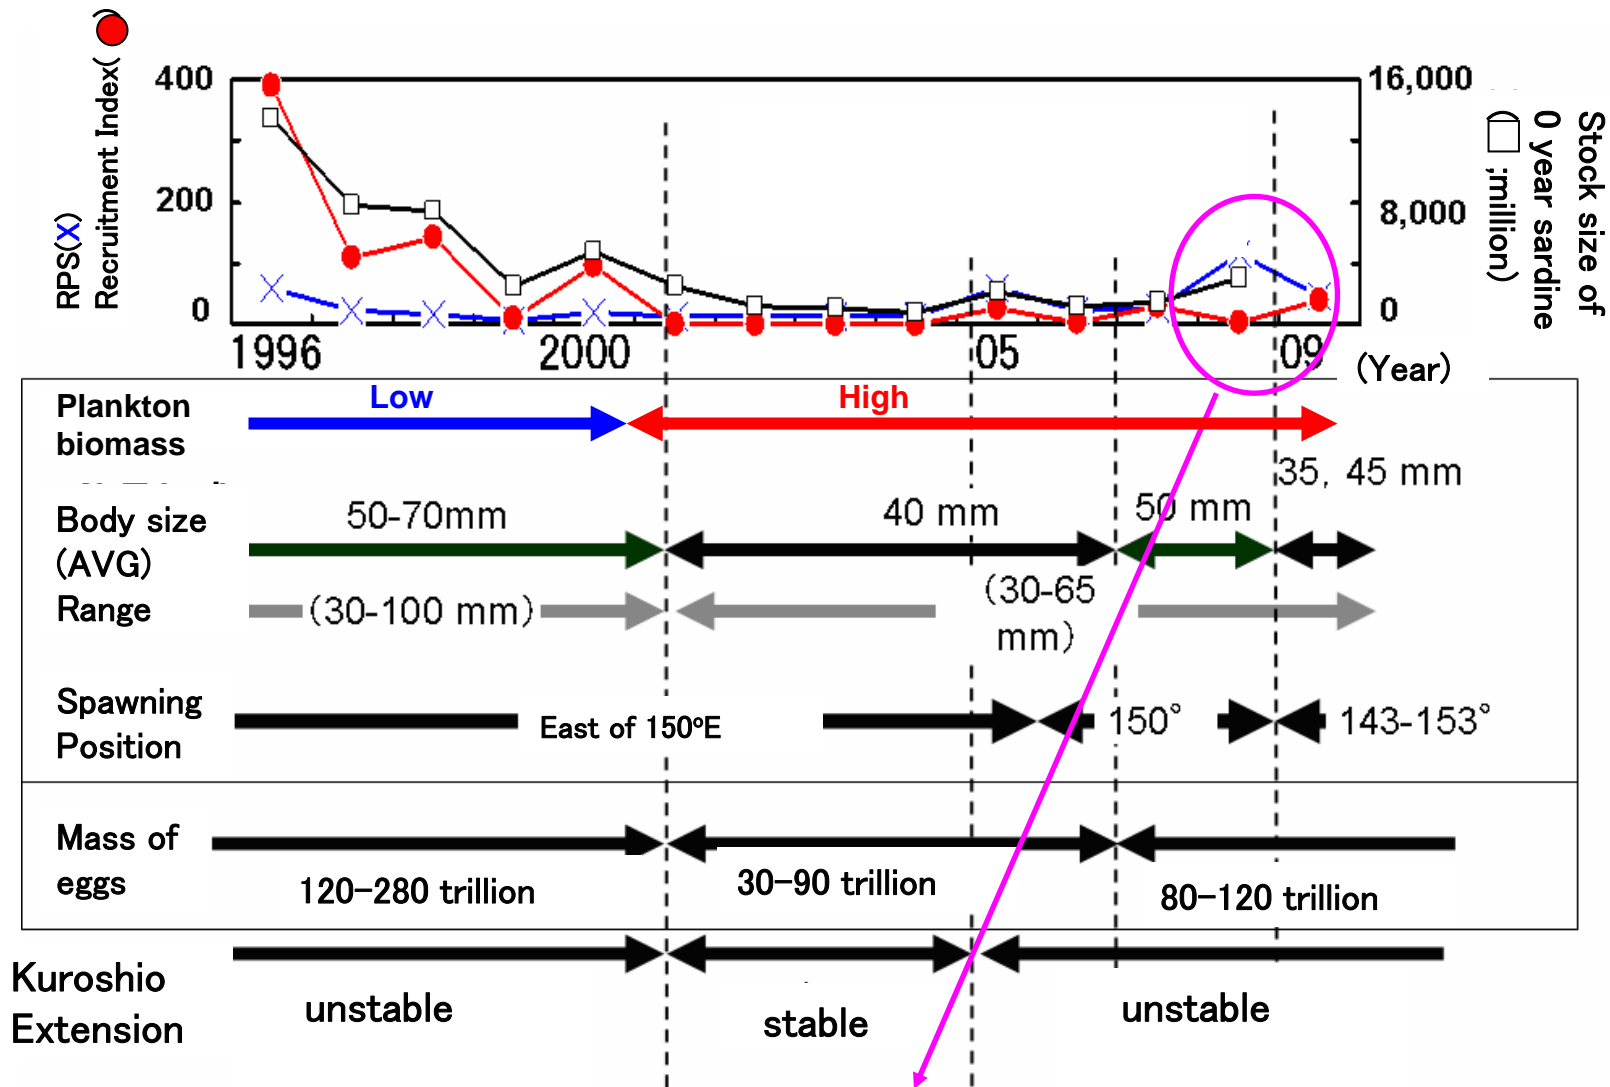 RPS(X)
Recruitment Index(
400
200
0
16,000
8,000
0
Stock size of
0 year sardine
( ;million)
1996
2000
05
09
(Year)
Plankton
biomass
Low
High
Body size
(AVG)
50-70mm
40 mm
50 mm
35, 45 mm
Range
(30-100 mm)
(30-65
mm)
Spawning
Position
East of 150°E
150°
143-153°
Mass of
eggs
120-280 trillion
30-90 trillion
80-120 trillion
Kuroshio
Extension
unstable
stable
unstable